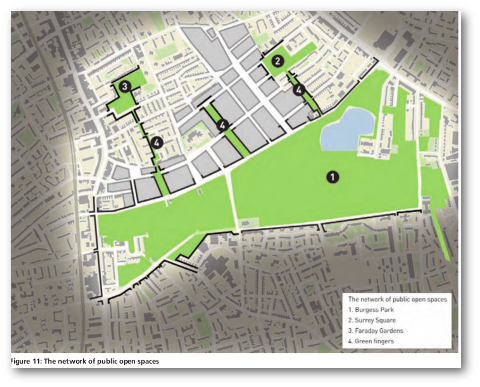 2
3
4
4
4
1
The network of public open spaces
1. Burgess Park
2. Surrey Square
3. Faraday Gardens
4. Green fingers
Figure 11: The network of public open spaces